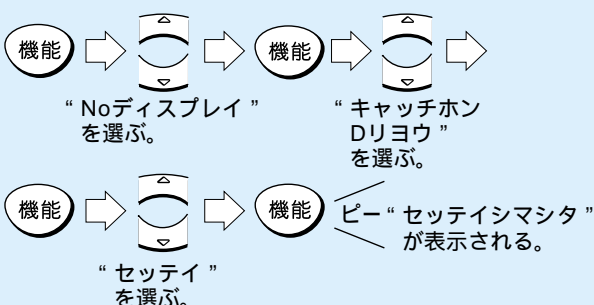 機能
機能
“ Noディスプレイ ”
を選ぶ。
“ キャッチホン
Dリヨウ ”
を選ぶ。
機能
機能
ピー“ セッテイシマシタ ”
が表示される。
“ セッテイ ”
を選ぶ。